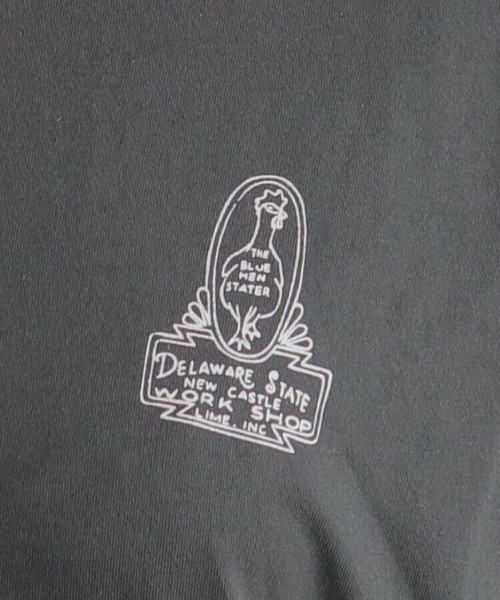 THE
BLUE
HEN
STATER
DELAWARE STATE
NEW CASTLE
WORK SHOP
LIME, INC